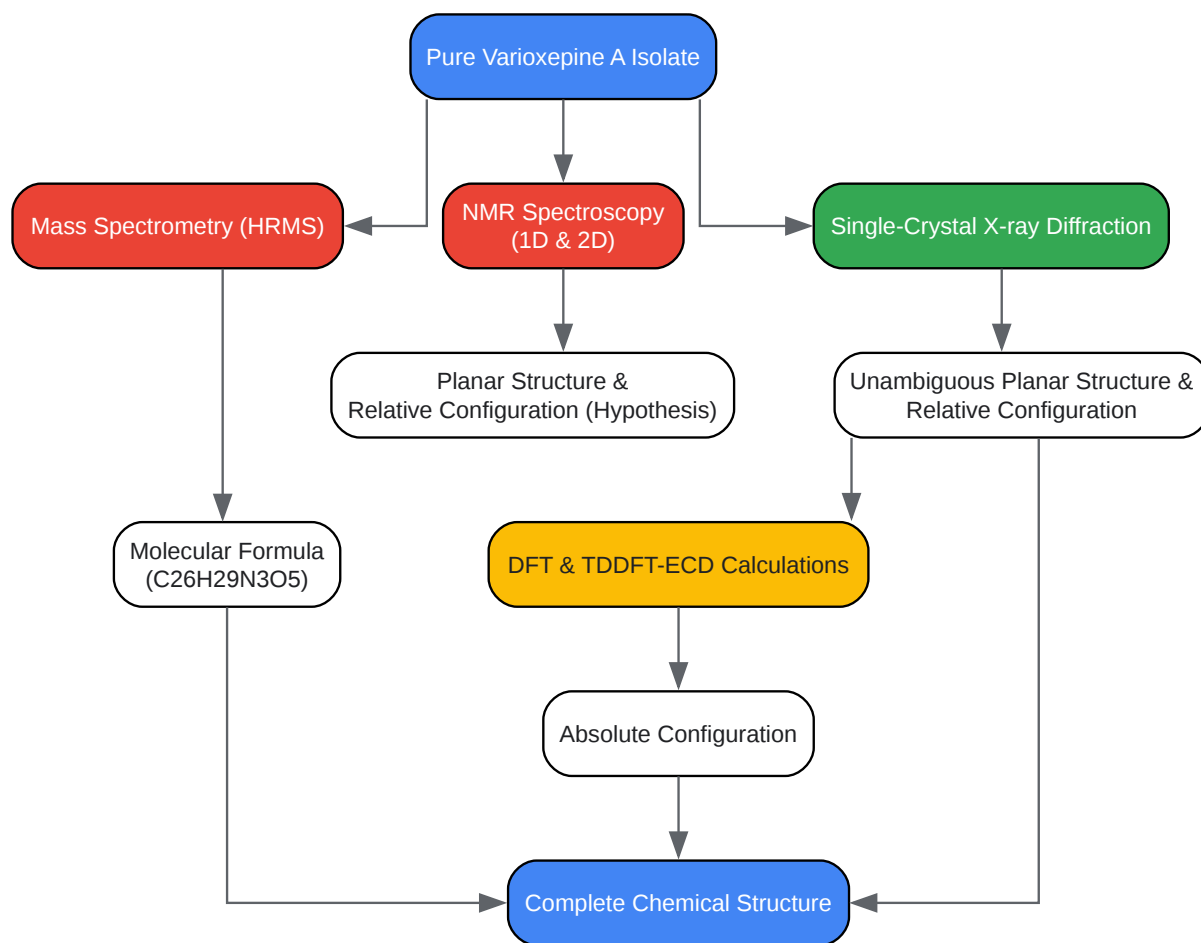 Pure Varioxepine A Isolate
Mass Spectrometry (HRMS)
NMR Spectroscopy
(1D & 2D)
Single-Crystal X-ray Diffraction
Planar Structure &
Relative Configuration (Hypothesis)
Unambiguous Planar Structure &
Relative Configuration
Molecular Formula
(C26H29N3O5)
DFT & TDDFT-ECD Calculations
Absolute Configuration
Complete Chemical Structure